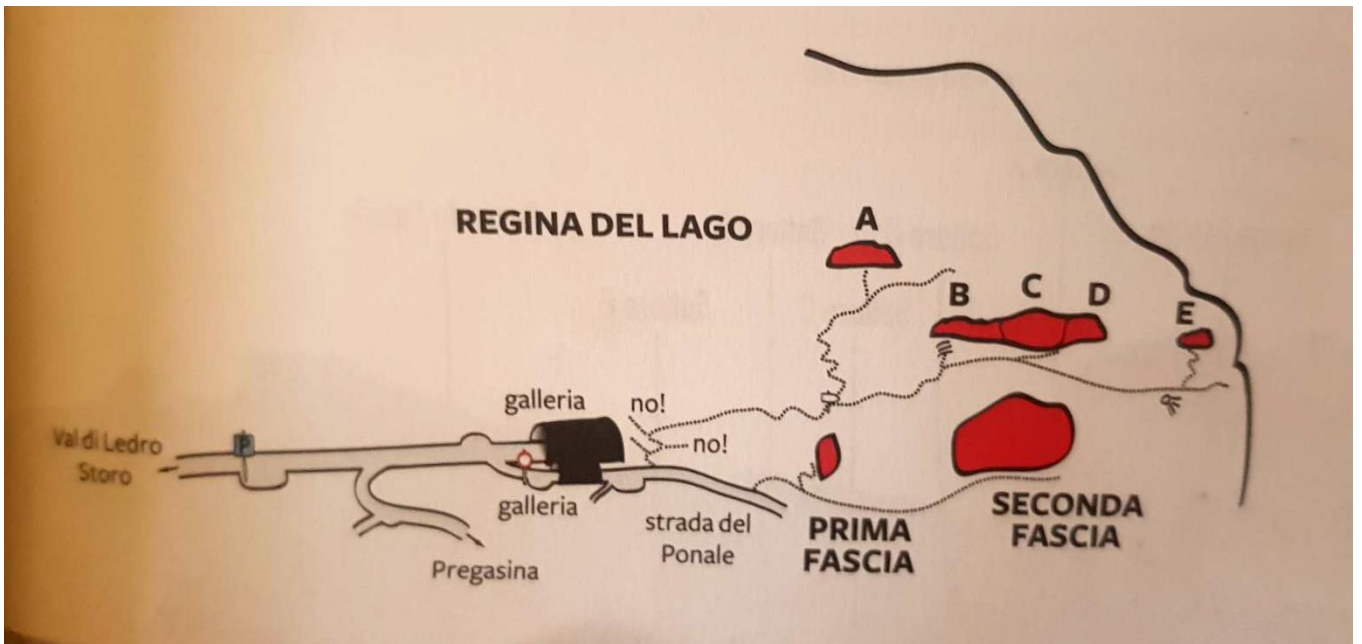 REGINA DEL LAGO
A
B
C
D
E
galleria
no!
no!
Val di Ledro
Storo
P
galleria
strada del
Ponale
Pregasina
PRIMA
FASCIA
SECONDA
FASCIA